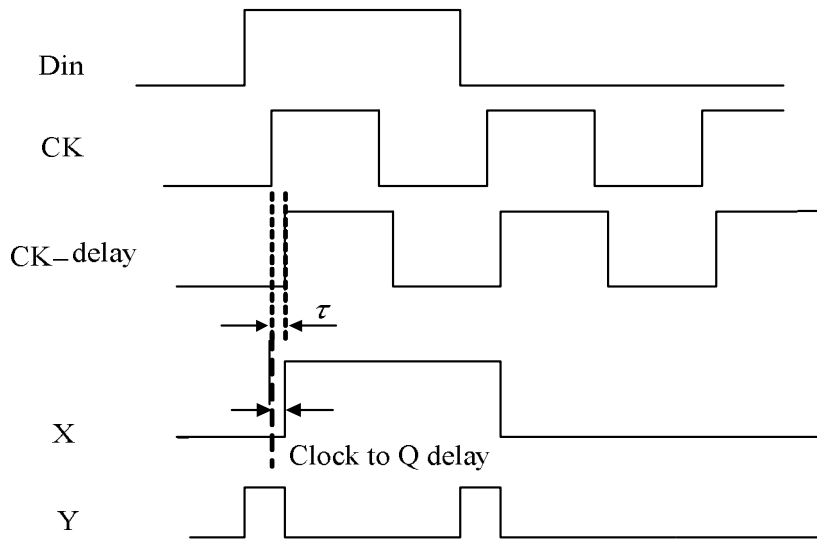 Din
CK
CK–delay
τ
X
Clock to Q delay
Y